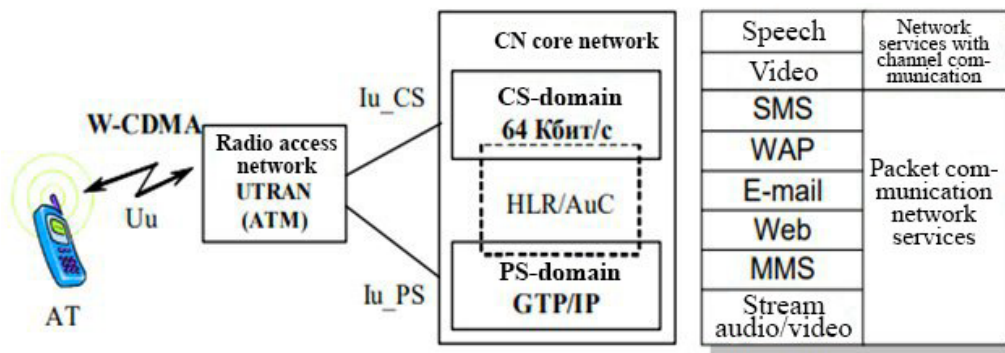 W-CDMA
Uu
AT
Radio access
network
UTRAN
(ATM)
Iu_CS
Iu_PS
CN core network
CS-domain
64 Кбит/с
HLR/AuC
PS-domain
GTP/IP
Speech
Video
SMS
WAP
E-mail
Web
MMS
Stream
audio/video
Network
services with
channel com-
munication
Packet com-
munication
network
services